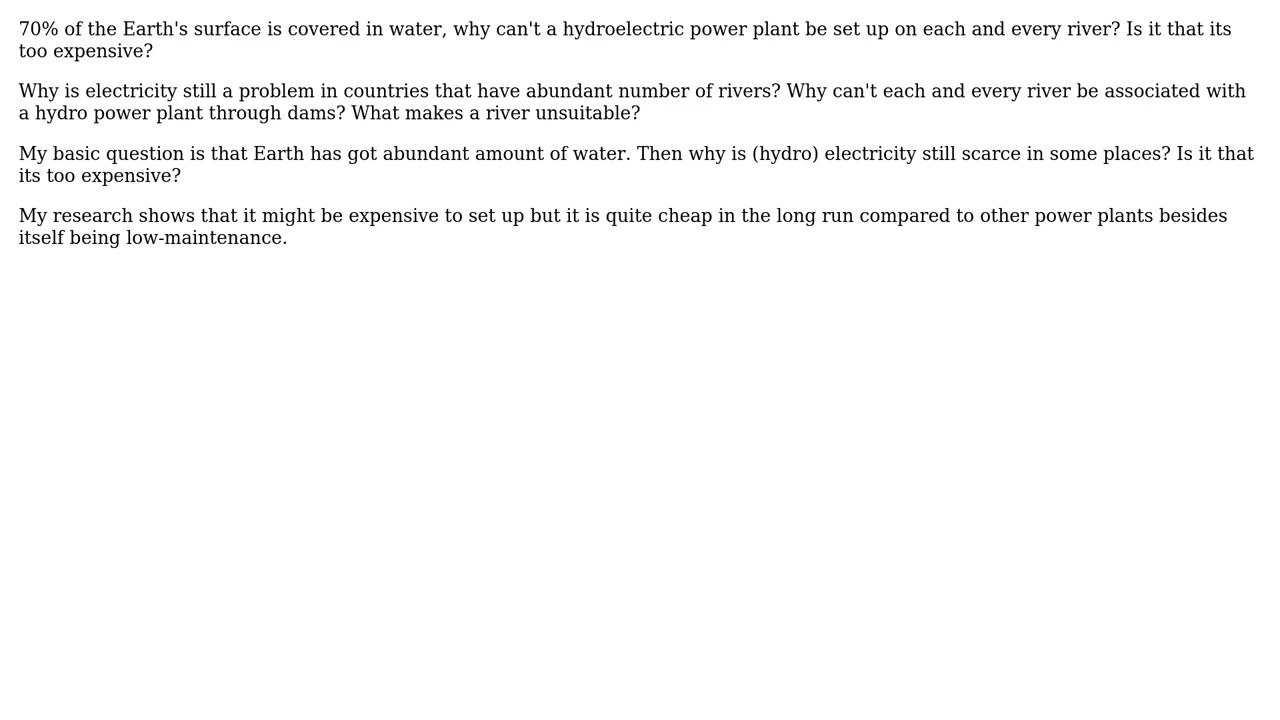 70% of the Earth's surface is covered in water, why can't a hydroelectric power plant be set up on each and every river? Is it that its
too expensive?
Why is electricity still a problem in countries that have abundant number of rivers? Why can't each and every river be associated with
a hydro power plant through dams? What makes a river unsuitable?
My basic question is that Earth has got abundant amount of water. Then why is (hydro) electricity still scarce in some places? Is it that
its too expensive?
My research shows that it might be expensive to set up but it is quite cheap in the long run compared to other power plants besides
itself being low-maintenance.